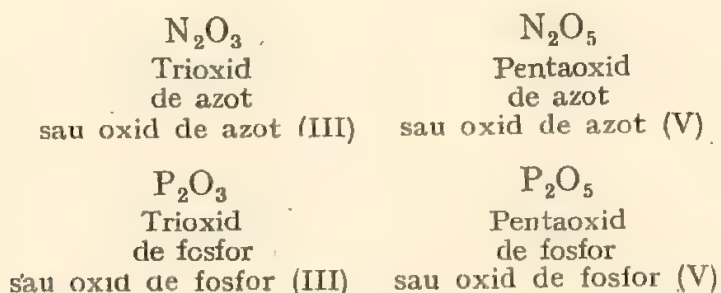 N₂O₃
Trioxid
de azot
sau oxid de azot (III)
N₂O₅
Pentaoxid
de azot
sau oxid de azot (V)
P₂O₃
Trioxid
de fosfor
sau oxid de fosfor (III)
P₂O₅
Pentaoxid
de fosfor
sau oxid de fosfor (V)